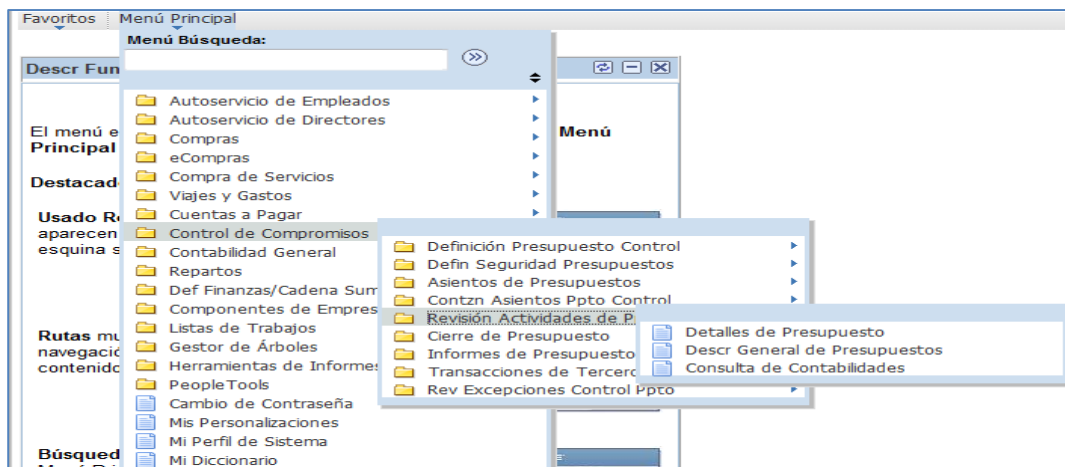 Favoritos Menú Principal
Menú Búsqueda:
Descr Fun
Autoservicio de Empleados
Autoservicio de Directores
El menú e
Menú
Compras
Principal
eCompras
Compra de Servicios
Destacad
Viajes y Gastos
Usado R
Cuentas a Pagar
aparecen
Control de Compromisos
esquina s
Contabilidad General
Repartos
Def Finanzas/Cadena Sum
Componentes de Empres
Listas de Trabajos
Rutas mu
Gestor de Árboles
navegació
Herramientas de Informes
contenido
PeopleTools
Cambio de Contraseña
Mis Personalizaciones
Mi Perfil de Sistema
Búsqued
Mi Diccionario
Definición Presupuesto Control
Defin Seguridad Presupuestos
Asientos de Presupuestos
Contzn Asientos Ppto Control
Revisión Actividades de P
Cierre de Presupuesto
Informes de Presupuesto
Transacciones de Tercero
Rev Excepciones Control Ppto
Detalles de Presupuesto
Descr General de Presupuestos
Consulta de Contabilidades